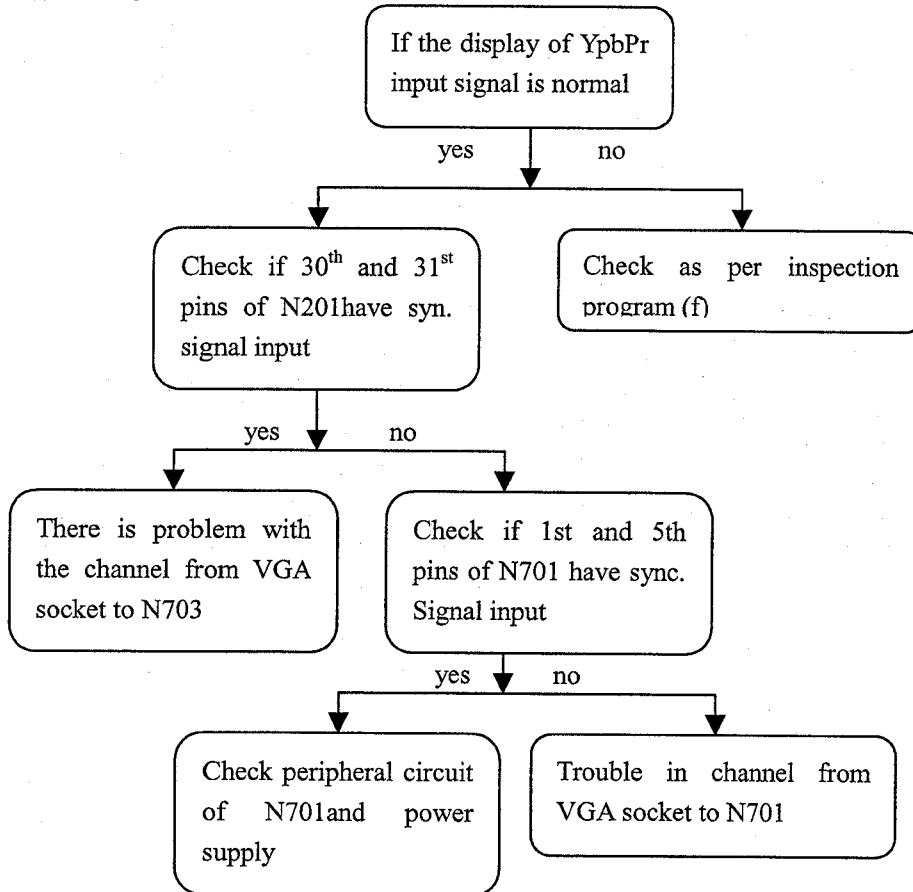 If the display of YpbPr
input signal is normal
yes no
Check if 30th and 31st
pins of N201have syn.
signal input
Check as per inspection
program (f)
yes no
There is problem with
the channel from VGA
socket to N703
Check if 1st and 5th
pins of N701 have sync.
Signal input
yes no
Check peripheral circuit
of N701and power
supply
Trouble in channel from
VGA socket to N701